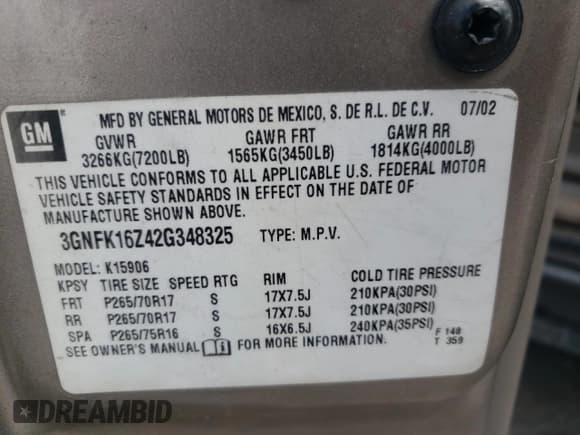 GM
MFD BY GENERAL MOTORS DE MEXICO, S. DE R.L. DE C.V. 07/02
GVWR GAWR FRT GAWR RR
3266KG(7200LB) 1565KG(3450LB) 1814KG(4000LB)
THIS VEHICLE CONFORMS TO ALL APPLICABLE U.S. FEDERAL MOTOR
VEHICLE SAFETY STANDARDS IN EFFECT ON THE DATE OF
MANUFACTURE SHOWN ABOVE.
3GNFK16Z42G348325 TYPE: M.P.V.
MODEL: K15906
KPSY TIRE SIZE SPEED RTG RIM COLD TIRE PRESSURE
FRT P265/70R17 S 17X7.5J 210KPA(30PSI)
RR P265/70R17 S 17X7.5J 210KPA(30PSI)
SPA P265/75R16 S 16X6.5J 240KPA(35PSI)
SEE OWNER'S MANUAL FOR MORE INFORMATION.
F 148
T 359
DREAMBID